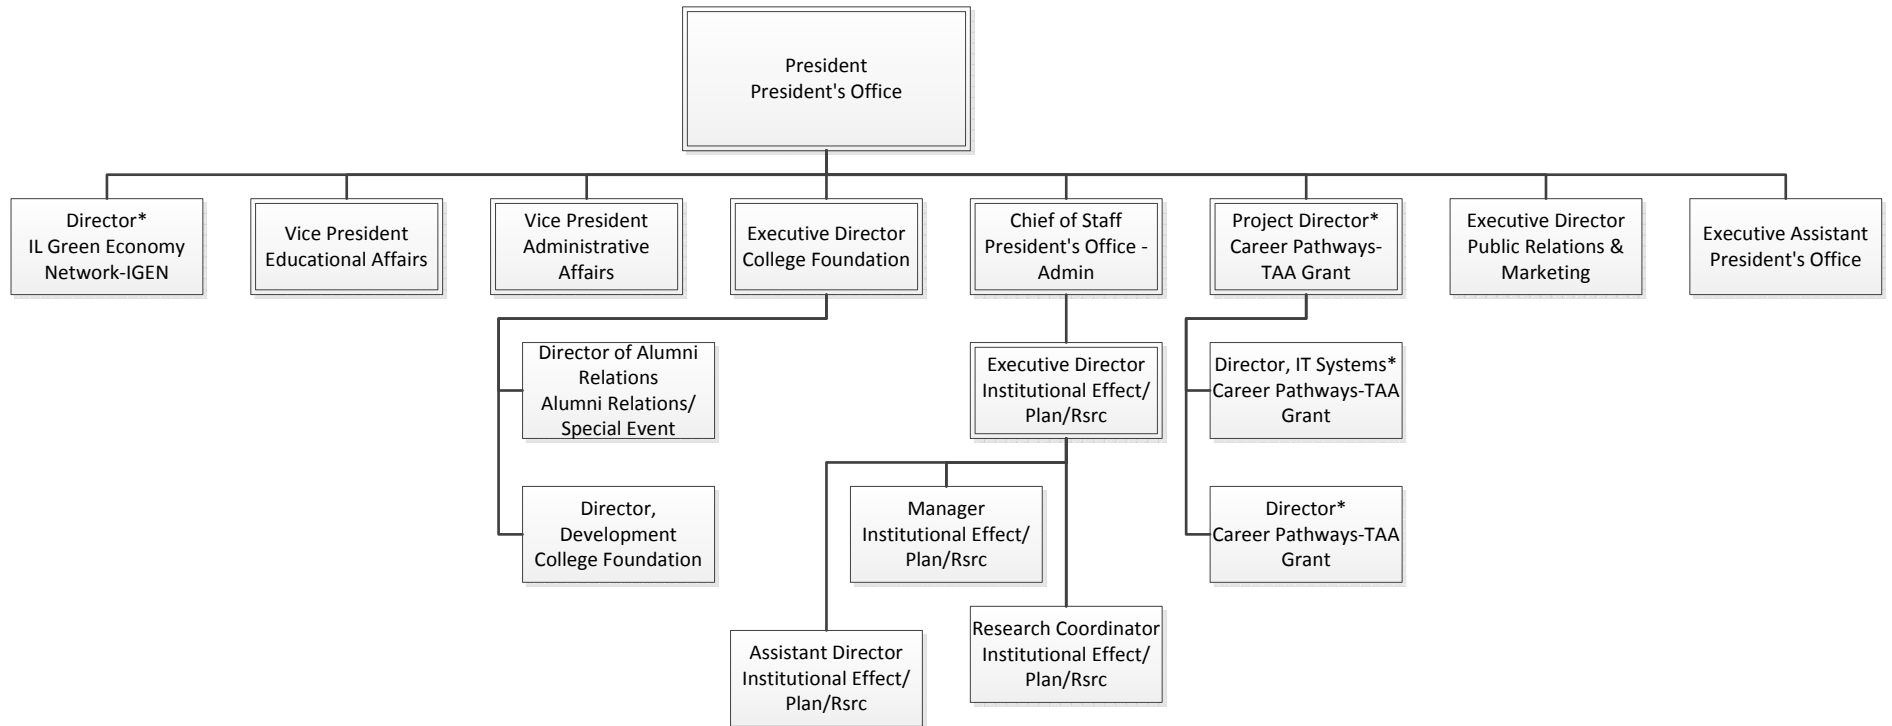 President
President's Office
Director*
IL Green Economy
Network-IGEN
Vice President
Educational Affairs
Vice President
Administrative
Affairs
Executive Director
College Foundation
Chief of Staff
President's Office -
Admin
Project Director*
Career Pathways-
TAA Grant
Executive Director
Public Relations &
Marketing
Executive Assistant
President's Office
Director of Alumni
Relations
Alumni Relations/
Special Event
Executive Director
Institutional Effect/
Plan/Rsrc
Director, IT Systems*
Career Pathways-TAA
Grant
Director,
Development
College Foundation
Manager
Institutional Effect/
Plan/Rsrc
Director*
Career Pathways-TAA
Grant
Assistant Director
Institutional Effect/
Plan/Rsrc
Research Coordinator
Institutional Effect/
Plan/Rsrc